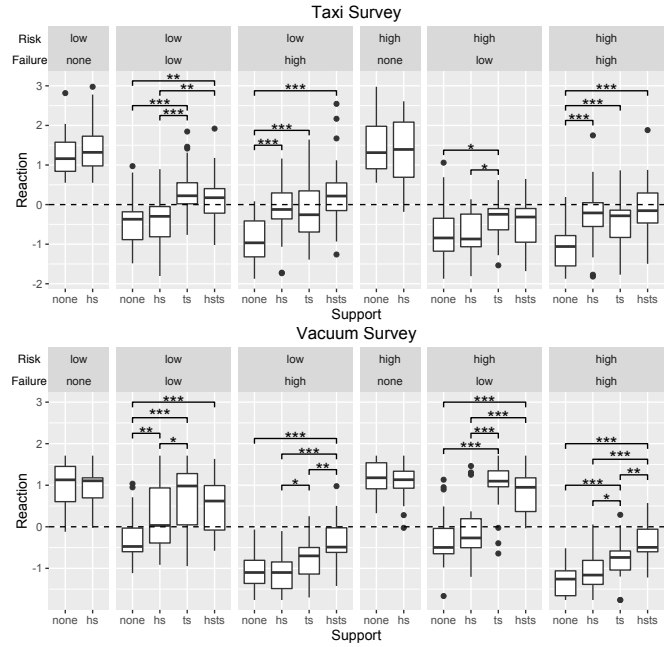 Taxi Survey
Risk low low low high high high
Failure none low high none low high
** ***
** *** *** *
*** *** *** * ***
3
2
1
0
-1
-2
Reaction
none hs none hs ts hsts none hs ts hsts none hs none hs ts hsts none hs ts hsts
Support
Vacuum Survey
Risk low low low high high high
Failure none low high none low high
*** ***
*** *** *** ***
** * *** *** *** ***
** *** **
* *
3
2
1
0
-1
Reaction
none hs none hs ts hsts none hs ts hsts none hs none hs ts hsts none hs ts hsts
Support